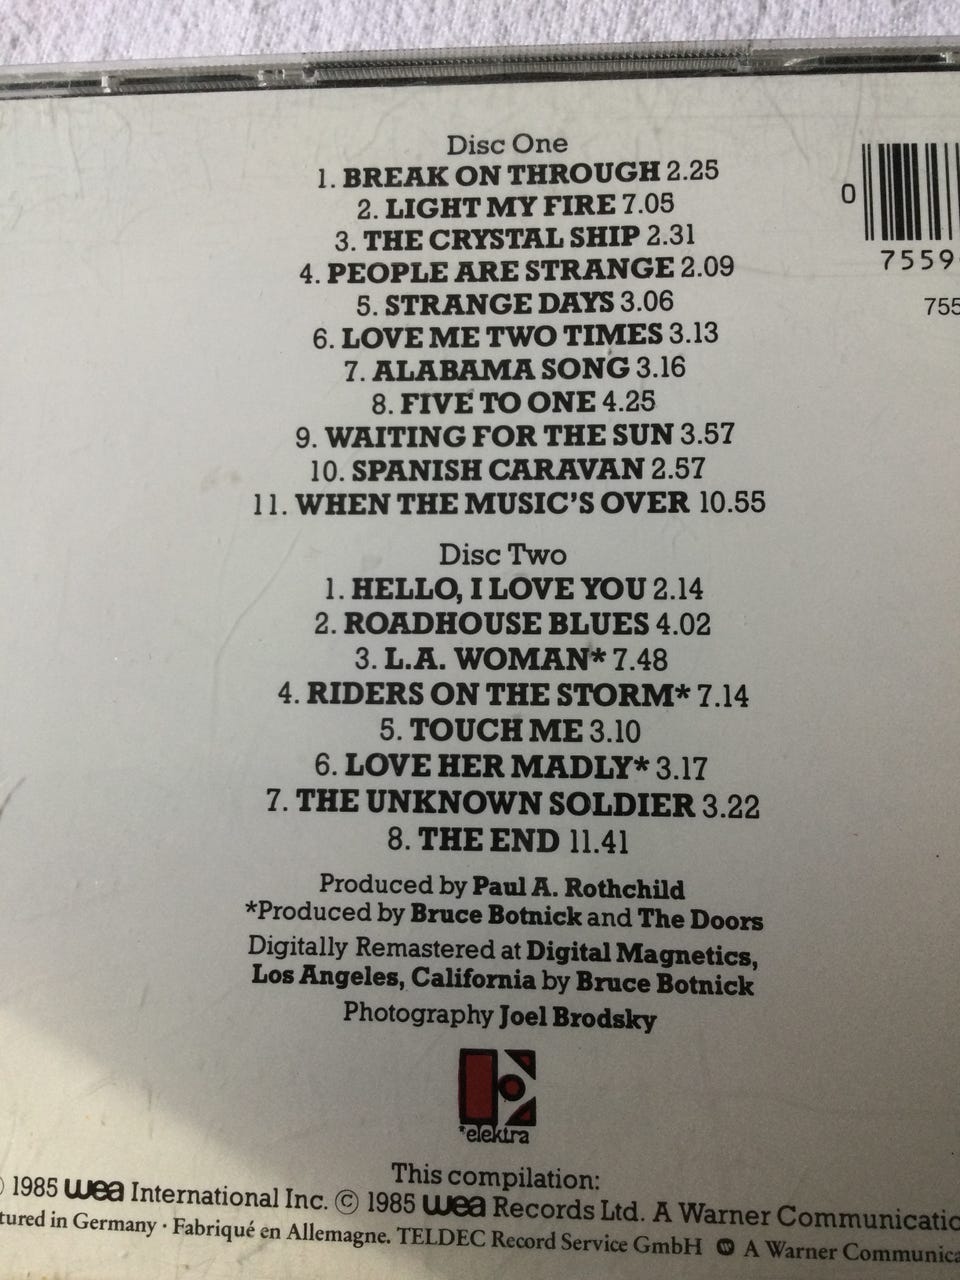 Disc One
1. BREAK ON THROUGH 2.25
2. LIGHT MY FIRE 7.05
3. THE CRYSTAL SHIP 2.31
4. PEOPLE ARE STRANGE 2.09
5. STRANGE DAYS 3.06
6. LOVE ME TWO TIMES 3.13
7. ALABAMA SONG 3.16
8. FIVE TO ONE 4.25
9. WAITING FOR THE SUN 3.57
10. SPANISH CARAVAN 2.57
11. WHEN THE MUSIC'S OVER 10.55
0
7559
755
Disc Two
1. HELLO, I LOVE YOU 2.14
2. ROADHOUSE BLUES 4.02
3. L.A. WOMAN* 7.48
4. RIDERS ON THE STORM* 7.14
5. TOUCH ME 3.10
6. LOVE HER MADLY* 3.17
7. THE UNKNOWN SOLDIER 3.22
8. THE END 11.41
Produced by Paul A. Rothchild
*Produced by Bruce Botnick and The Doors
Digitally Remastered at Digital Magnetics,
Los Angeles, California by Bruce Botnick
Photography Joel Brodsky
*elektra
This compilation:
1985 wea International Inc. © 1985 wea Records Ltd. A Warner Communicatio
tured in Germany · Fabriqué en Allemagne. TELDEC Record Service GmbH A Warner Communica